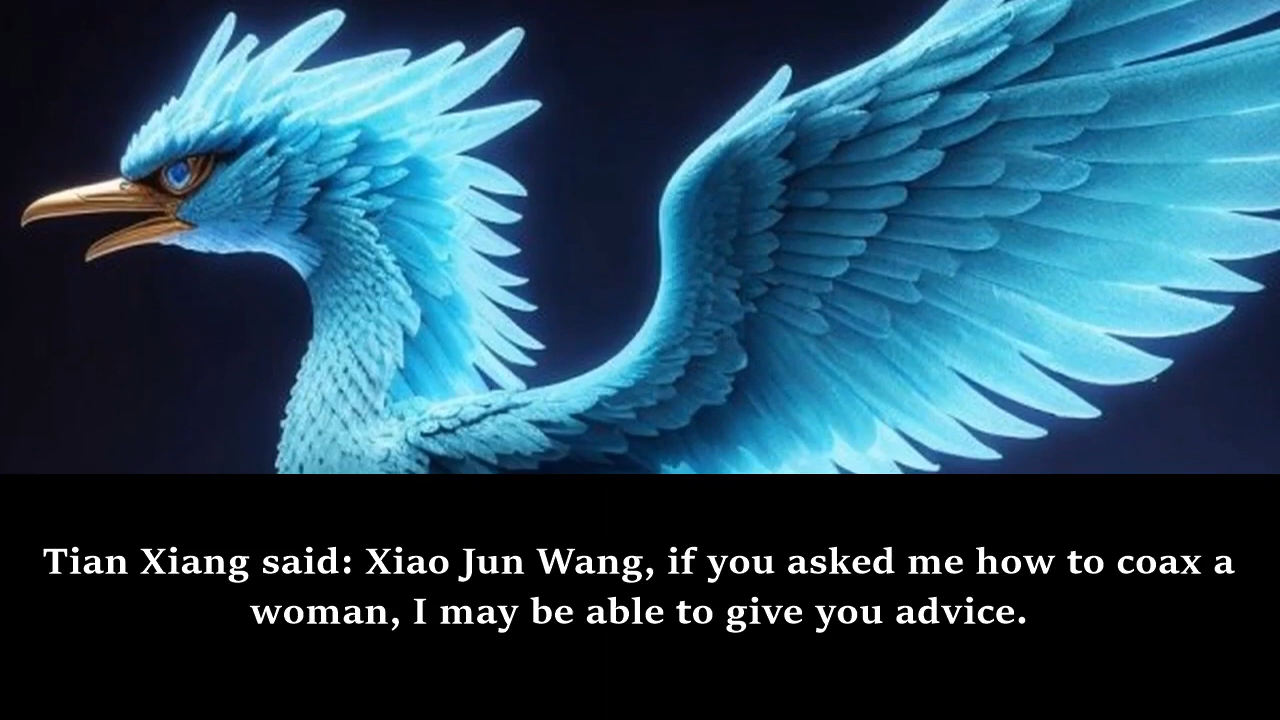 Tian Xiang said: Xiao Jun Wang, if you asked me how to coax a
woman, I may be able to give you advice.